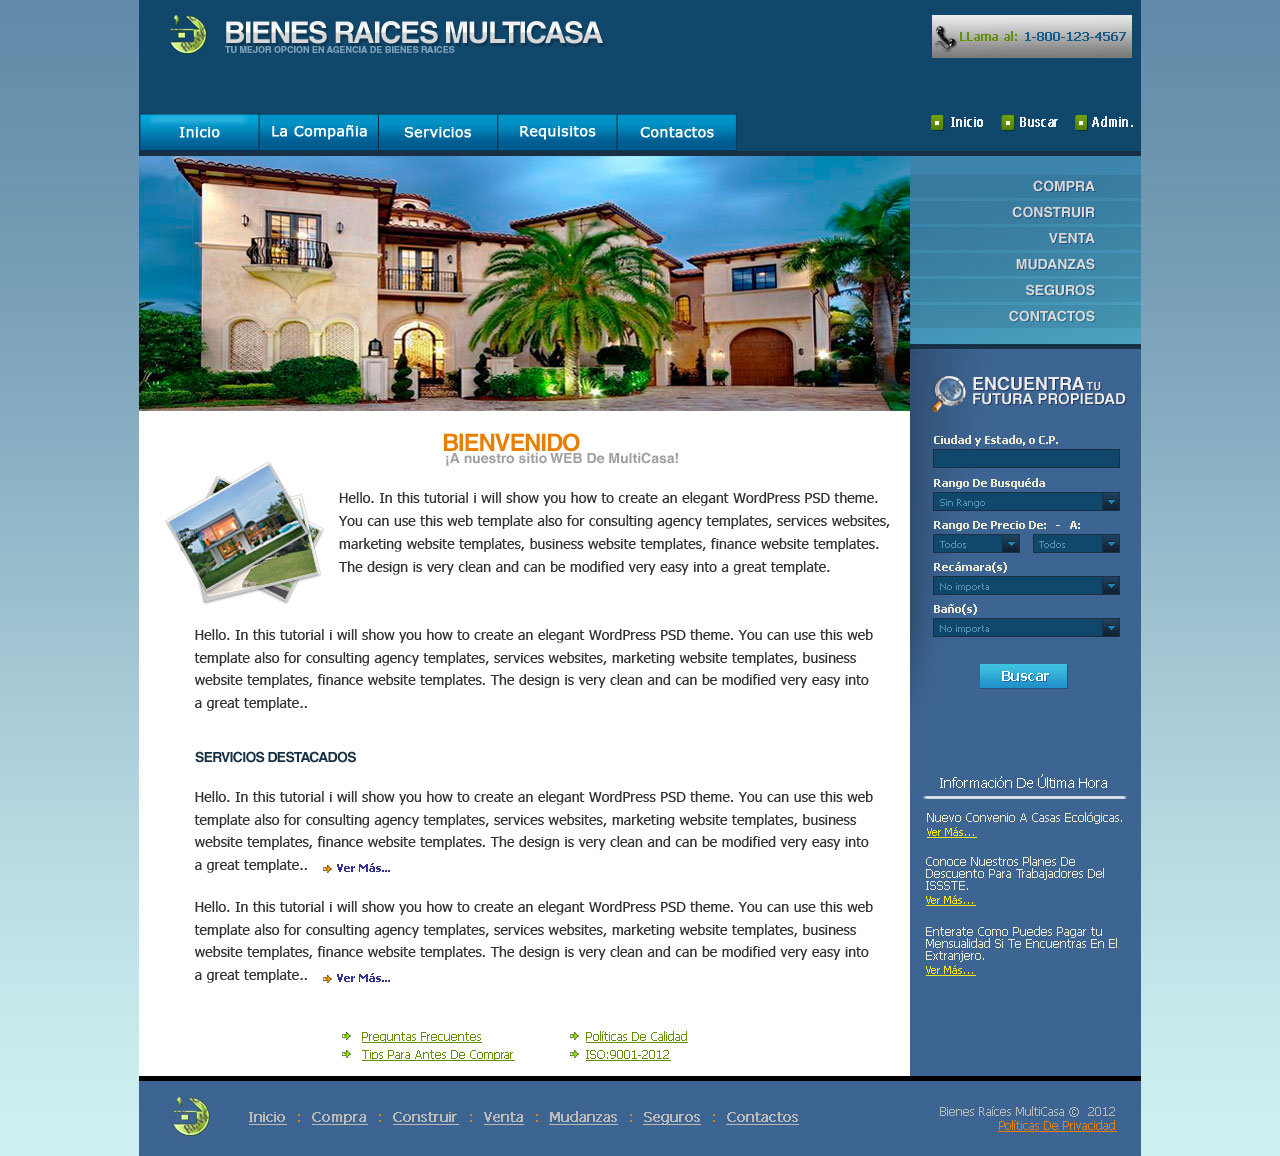 BIENES RAICES MULTICASA
TU MEJOR OPCION EN AGENCIA DE BIENES RAICES
LLama al: 1-800-123-4567
Inicio
La Compañia
Servicios
Requisitos
Contactos
Inicio
Buscar
Admin.
COMPRA
CONSTRUIR
VENTA
MUDANZAS
SEGUROS
CONTACTOS
ENCUENTRA TU
FUTURA PROPIEDAD
Ciudad y Estado, o C.P.
Rango De Busquéda
Sin Rango
Rango De Precio De: - A:
Todos
Todos
Recámara(s)
No importa
Baño(s)
No importa
Buscar
BIENVENIDO
¡A nuestro sitio WEB De MultiCasa!
Hello. In this tutorial i will show you how to create an elegant WordPress PSD theme.
You can use this web template also for consulting agency templates, services websites,
marketing website templates, business website templates, finance website templates.
The design is very clean and can be modified very easy into a great template.
Hello. In this tutorial i will show you how to create an elegant WordPress PSD theme. You can use this web
template also for consulting agency templates, services websites, marketing website templates, business
website templates, finance website templates. The design is very clean and can be modified very easy into
a great template..
SERVICIOS DESTACADOS
Hello. In this tutorial i will show you how to create an elegant WordPress PSD theme. You can use this web
template also for consulting agency templates, services websites, marketing website templates, business
website templates, finance website templates. The design is very clean and can be modified very easy into
a great template.. Ver Más...
Hello. In this tutorial i will show you how to create an elegant WordPress PSD theme. You can use this web
template also for consulting agency templates, services websites, marketing website templates, business
website templates, finance website templates. The design is very clean and can be modified very easy into
a great template.. Ver Más...
Información De Última Hora
Nuevo Convenio A Casas Ecológicas.
Ver Más...
Conoce Nuestros Planes De
Descuento Para Trabajadores Del
ISSSTE.
Ver Más...
Enterate Como Puedes Pagar tu
Mensualidad Si Te Encuentras En El
Extranjero.
Ver Más...
Preguntas Frecuentes
Políticas De Calidad
Tips Para Antes De Comprar
ISO:9001-2012
Inicio : Compra : Construir : Venta : Mudanzas : Seguros : Contactos
Bienes Raíces MultiCasa © 2012
Políticas De Privacidad